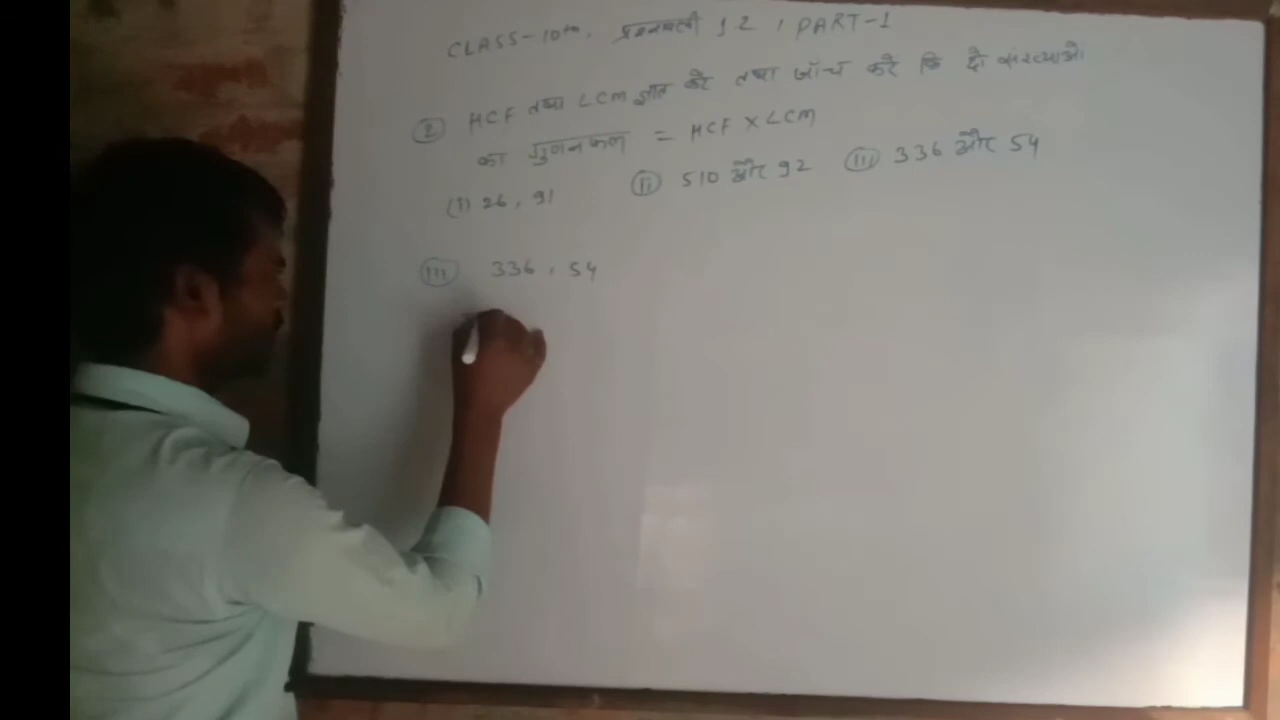 CLASS-10th, प्रश्नावली 1.2, PART-1
② HCF तथा LCM ज्ञात करें तथा जाँच करें कि दो संख्याओं
का गुणनफल = HCF X LCM
(i) 26, 91 (ii) 510 और 92 (iii) 336 और 54
(iii) 336, 54